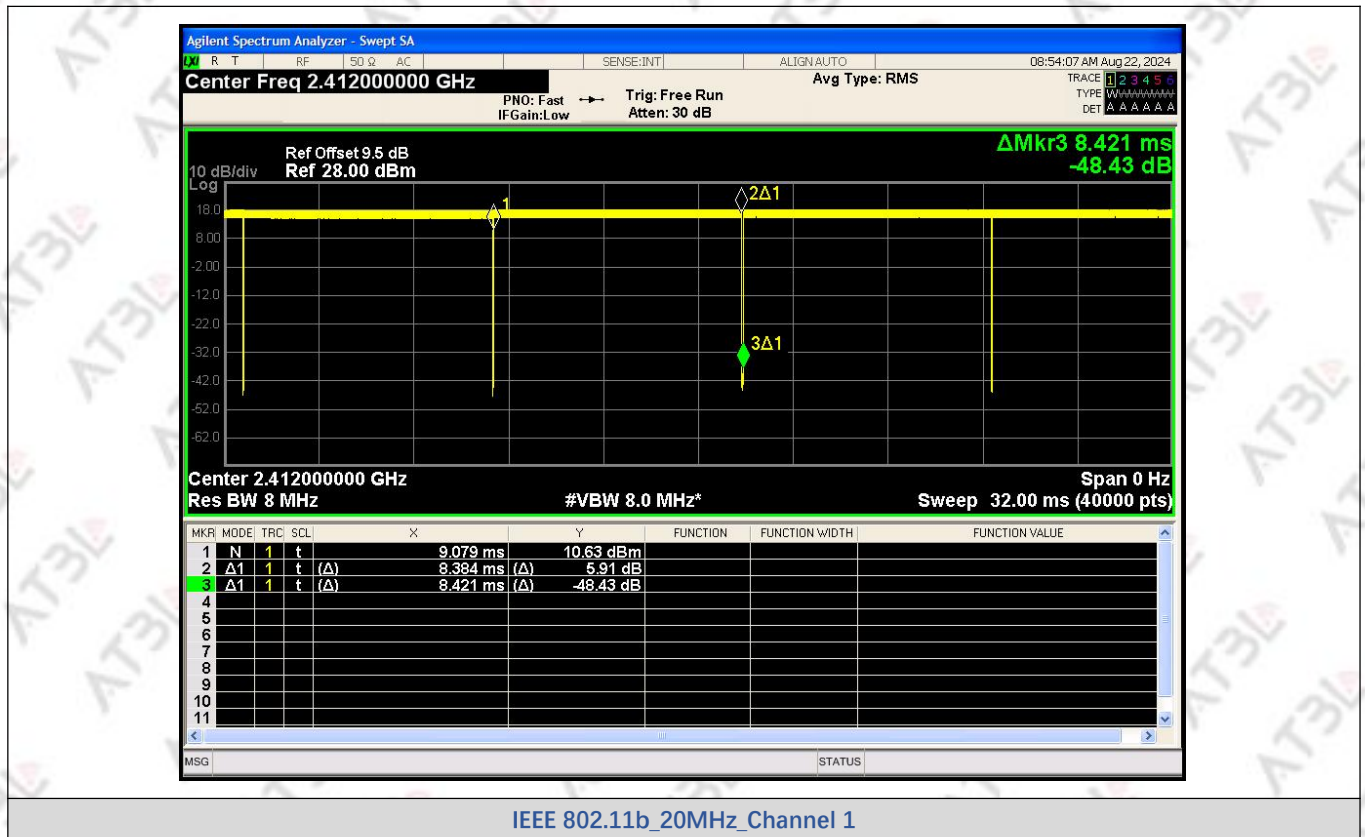 Agilent Spectrum Analyzer - Swept SA
LXI R T RF 50 Ω AC SENSE:INT ALIGN AUTO 08:54:07 AM Aug 22, 2024
Center Freq 2.412000000 GHz Avg Type: RMS TRACE 1 2 3 4 5 6
PNO: Fast Trig: Free Run TYPE WWWWWW
IFGain:Low Atten: 30 dB DET A A A A A A
ΔMkr3 8.421 ms
-48.43 dB
Ref Offset 9.5 dB
10 dB/div Ref 28.00 dBm
Log
18.0
8.00
-2.00
-12.0
-22.0
-32.0
-42.0
-52.0
-62.0
1
2Δ1
3Δ1
Center 2.412000000 GHz Span 0 Hz
Res BW 8 MHz #VBW 8.0 MHz* Sweep 32.00 ms (40000 pts)
MKR MODE TRC SCL X Y FUNCTION FUNCTION WIDTH FUNCTION VALUE
1 N 1 t 9.079 ms 10.63 dBm
2 Δ1 1 t (Δ) 8.384 ms (Δ) 5.91 dB
3 Δ1 1 t (Δ) 8.421 ms (Δ) -48.43 dB
4
5
6
7
8
9
10
11
MSG STATUS
IEEE 802.11b_20MHz_Channel 1